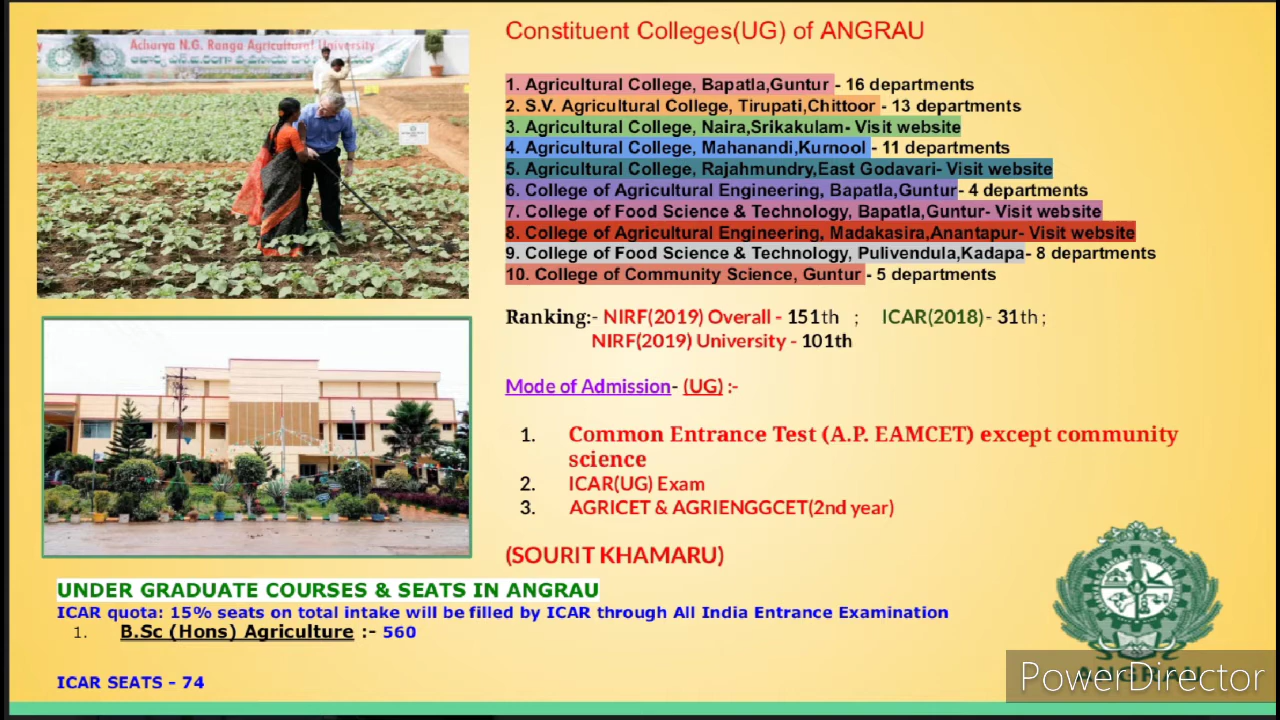 Acharya N.G. Ranga Agricultural University
Constituent Colleges(UG) of ANGRAU
1. Agricultural College, Bapatla,Guntur - 16 departments
2. S.V. Agricultural College, Tirupati,Chittoor - 13 departments
3. Agricultural College, Naira,Srikakulam- Visit website
4. Agricultural College, Mahanandi,Kurnool - 11 departments
5. Agricultural College, Rajahmundry,East Godavari- Visit website
6. College of Agricultural Engineering, Bapatla,Guntur- 4 departments
7. College of Food Science & Technology, Bapatla,Guntur- Visit website
8. College of Agricultural Engineering, Madakasira,Anantapur- Visit website
9. College of Food Science & Technology, Pulivendula,Kadapa- 8 departments
10. College of Community Science, Guntur - 5 departments
Ranking:- NIRF(2019) Overall - 151th ; ICAR(2018)- 31th ;
NIRF(2019) University - 101th
Mode of Admission- (UG) :-
1. Common Entrance Test (A.P. EAMCET) except community
science
2. ICAR(UG) Exam
3. AGRICET & AGRIENGGCET(2nd year)
(SOURIT KHAMARU)
UNDER GRADUATE COURSES & SEATS IN ANGRAU
ICAR quota: 15% seats on total intake will be filled by ICAR through All India Entrance Examination
1. B.Sc (Hons) Agriculture :- 560
ICAR SEATS - 74
ANGRAU
PowerDirector